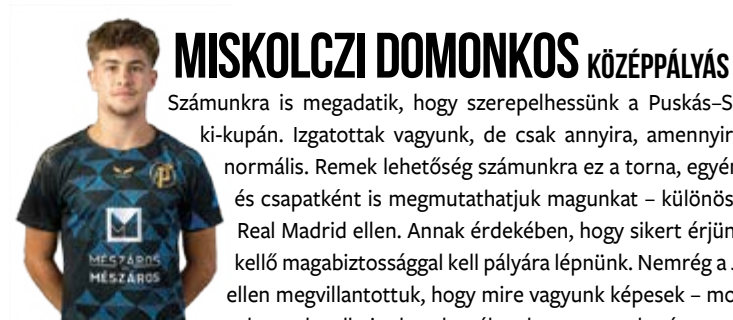 MISKOLCZI DOMONKOS KÖZÉPPÁLYÁS
Számunkra is megadatik, hogy szerepelhessünk a Puskás–S
ki-kupán. Izgatottak vagyunk, de csak annyira, amennyir
normális. Remek lehetőség számunkra ez a torna, egyér
és csapatként is megmutathatjuk magunkat – különös
Real Madrid ellen. Annak érdekében, hogy sikert érjün
kellő magabiztossággal kell pályára lépnünk. Nemrég a
ellen megvillantottuk, hogy mire vagyunk képesek – mo
MÉSZÁROS
MÉSZÁROS